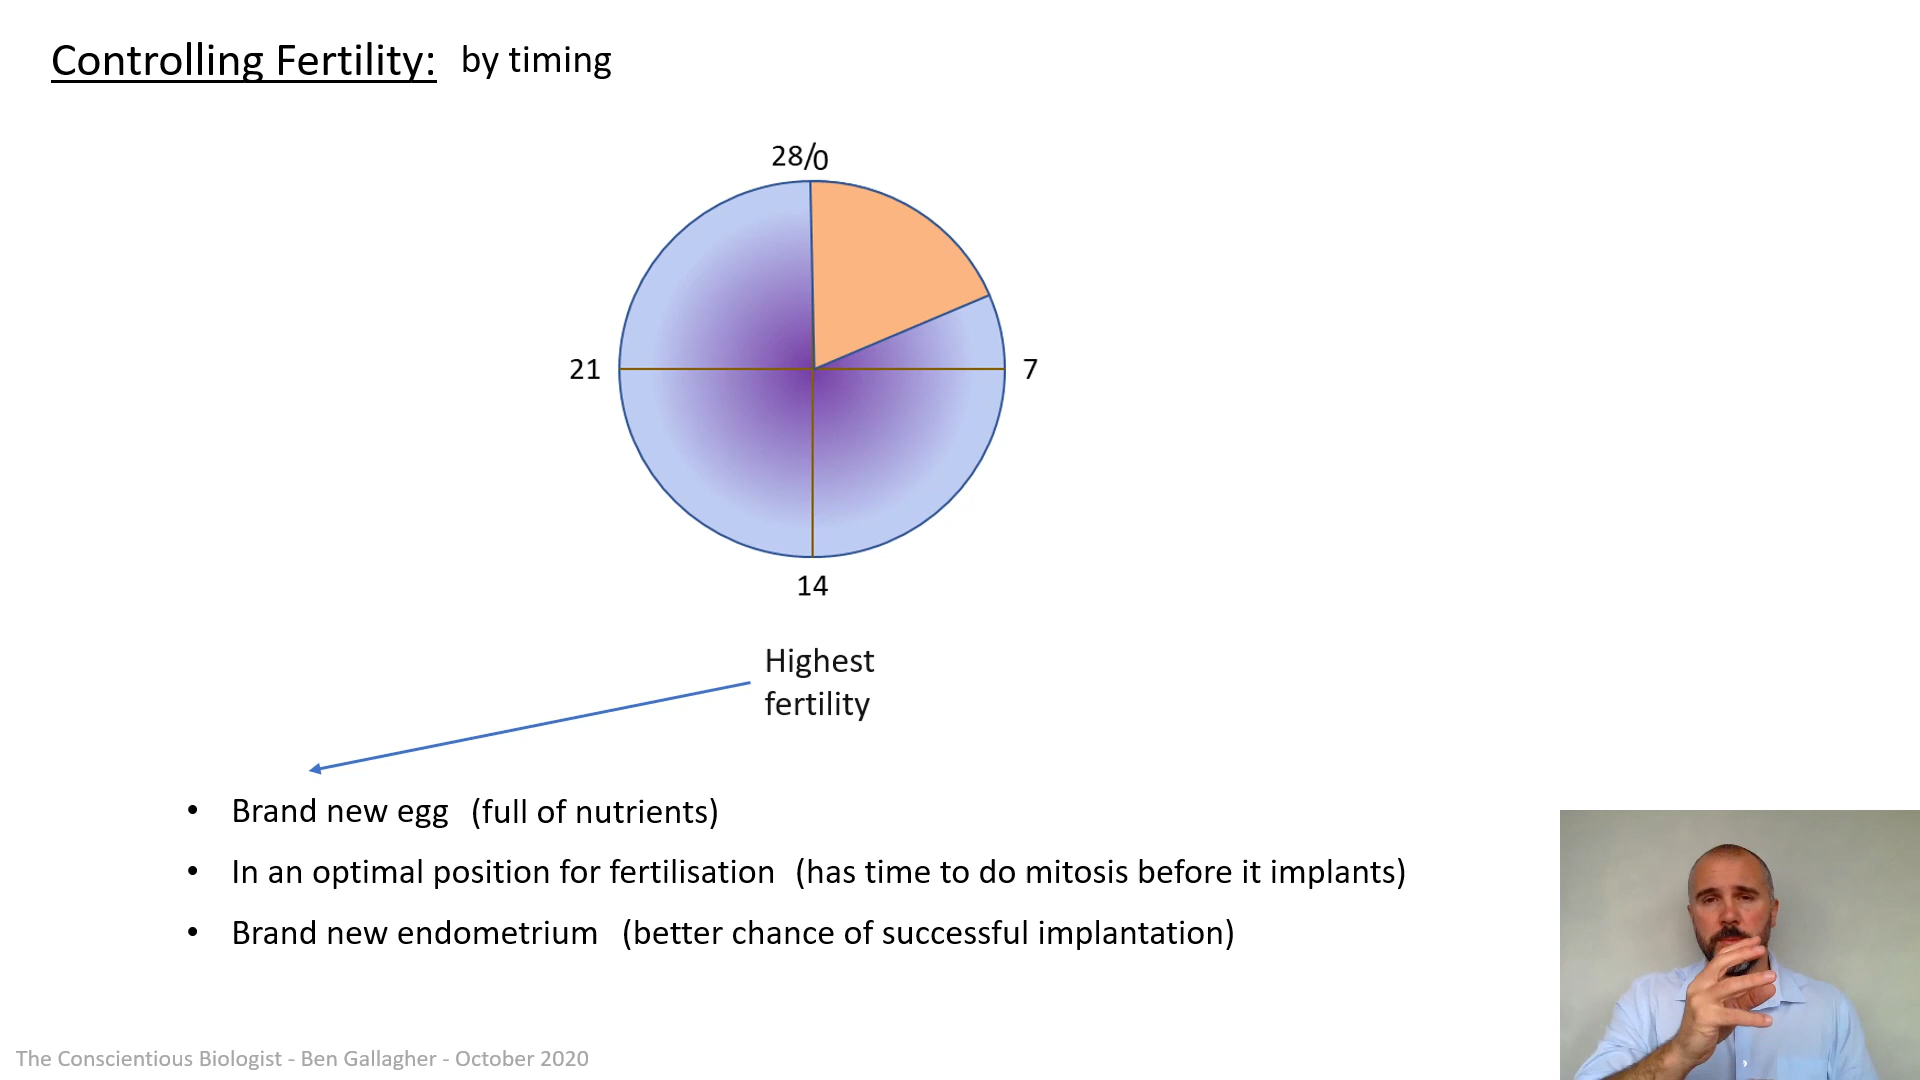 Controlling Fertility: by timing
28/0
21
7
14
Highest
fertility
• Brand new egg (full of nutrients)
• In an optimal position for fertilisation (has time to do mitosis before it implants)
• Brand new endometrium (better chance of successful implantation)
The Conscientious Biologist - Ben Gallagher - October 2020